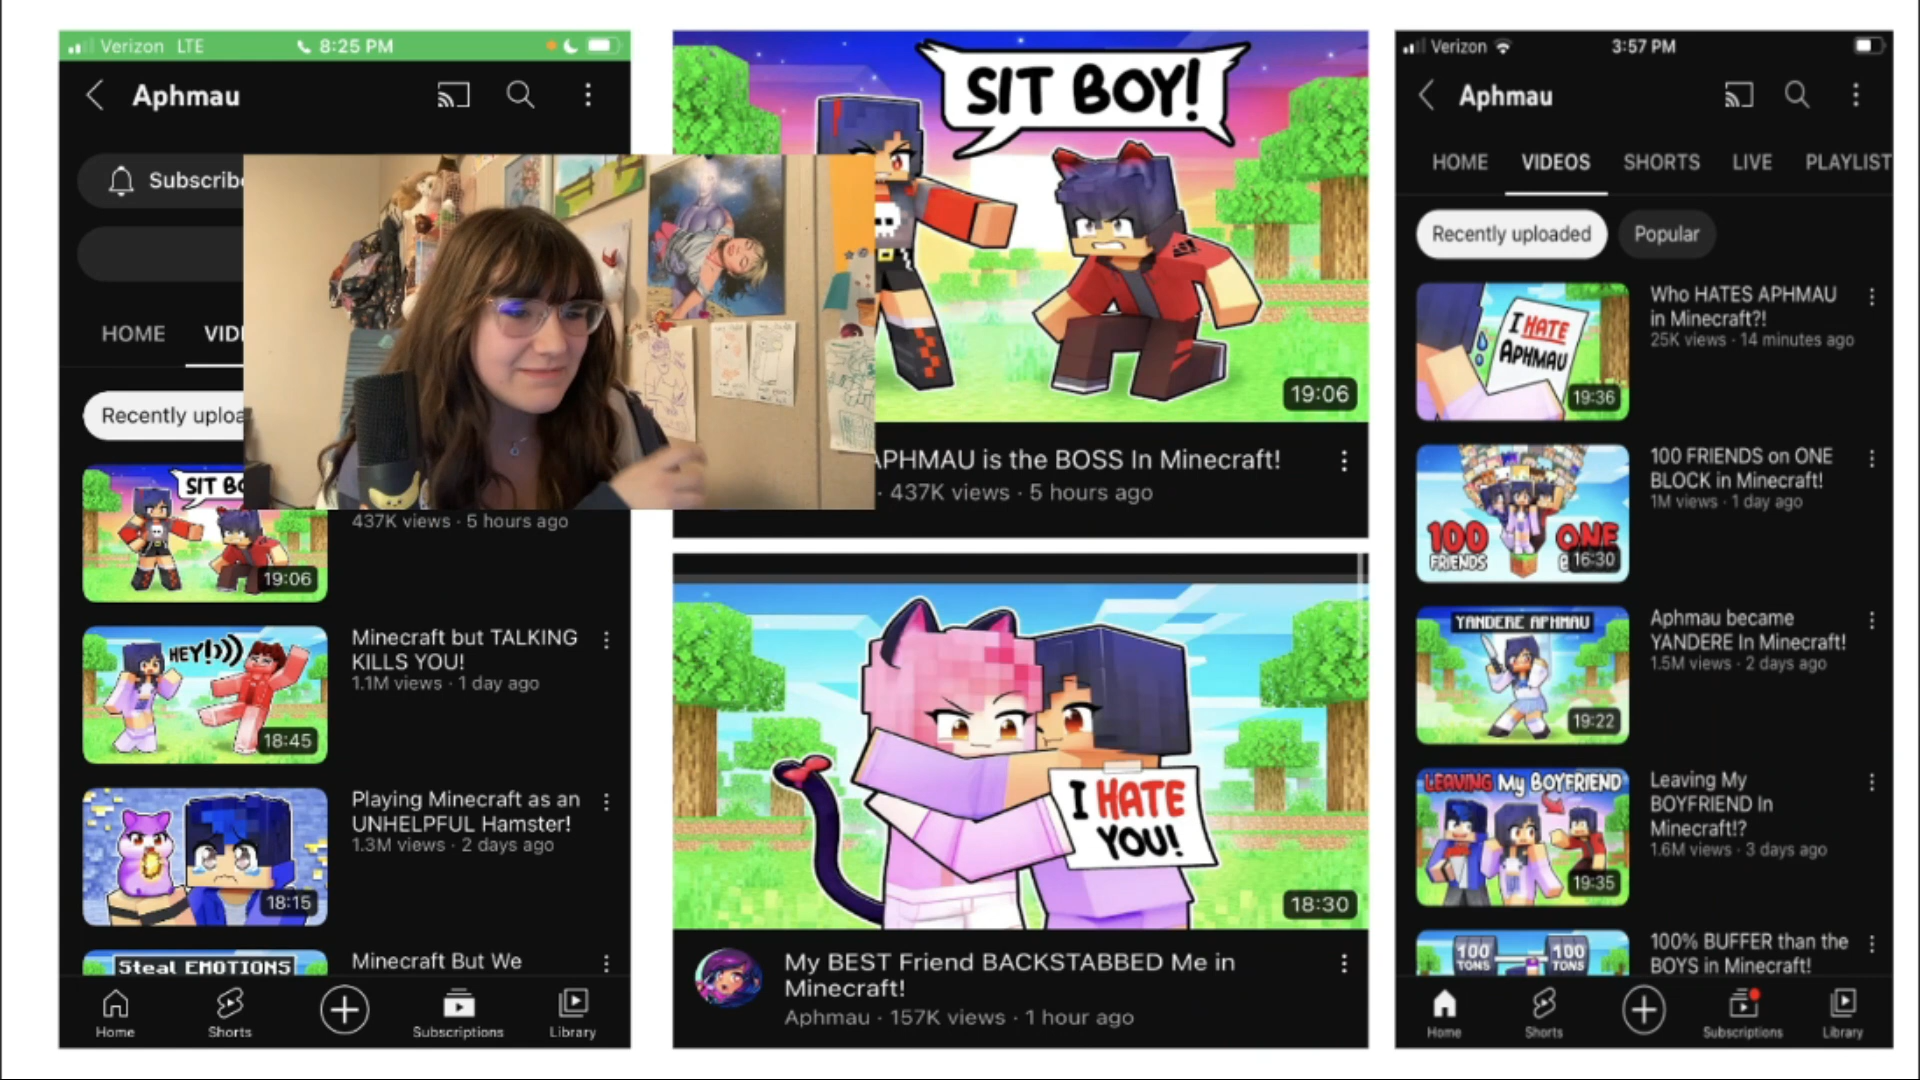 Verizon LTE
8:25 PM
Aphmau
Subscribe
HOME
Recently
SIT
19:06
437K views · 5 hours ago
HEY!
18:45
Minecraft but TALKING
KILLS YOU!
1.1M views · 1 day ago
18:15
Playing Minecraft as an
UNHELPFUL Hamster!
1.3M views · 2 days ago
Steal EMOTIONS
Minecraft But We
Home
Shorts
Subscriptions
Library
SIT BOY!
19:06
APHMAU is the BOSS In Minecraft!
· 437K views · 5 hours ago
I HATE
YOU!
18:30
My BEST Friend BACKSTABBED Me in
Minecraft!
Aphmau · 157K views · 1 hour ago
Verizon
3:57 PM
Aphmau
HOME
VIDEOS
SHORTS
LIVE
PLAYLIST
Recently uploaded
Popular
I HATE
APHMAU
19:36
Who HATES APHMAU
in Minecraft?!
25K views · 14 minutes ago
100
FRIENDS
ONE
16:30
100 FRIENDS on ONE
BLOCK in Minecraft!
1M views · 1 day ago
YANDERE APHMAU
19:22
Aphmau became
YANDERE In Minecraft!
1.5M views · 2 days ago
LEAVING My BOYFRIEND
19:35
Leaving My
BOYFRIEND In
Minecraft!?
1.6M views · 3 days ago
100
TONS
100
TONS
100% BUFFER than the
BOYS in Minecraft!
Home
Shorts
Subscriptions
Library